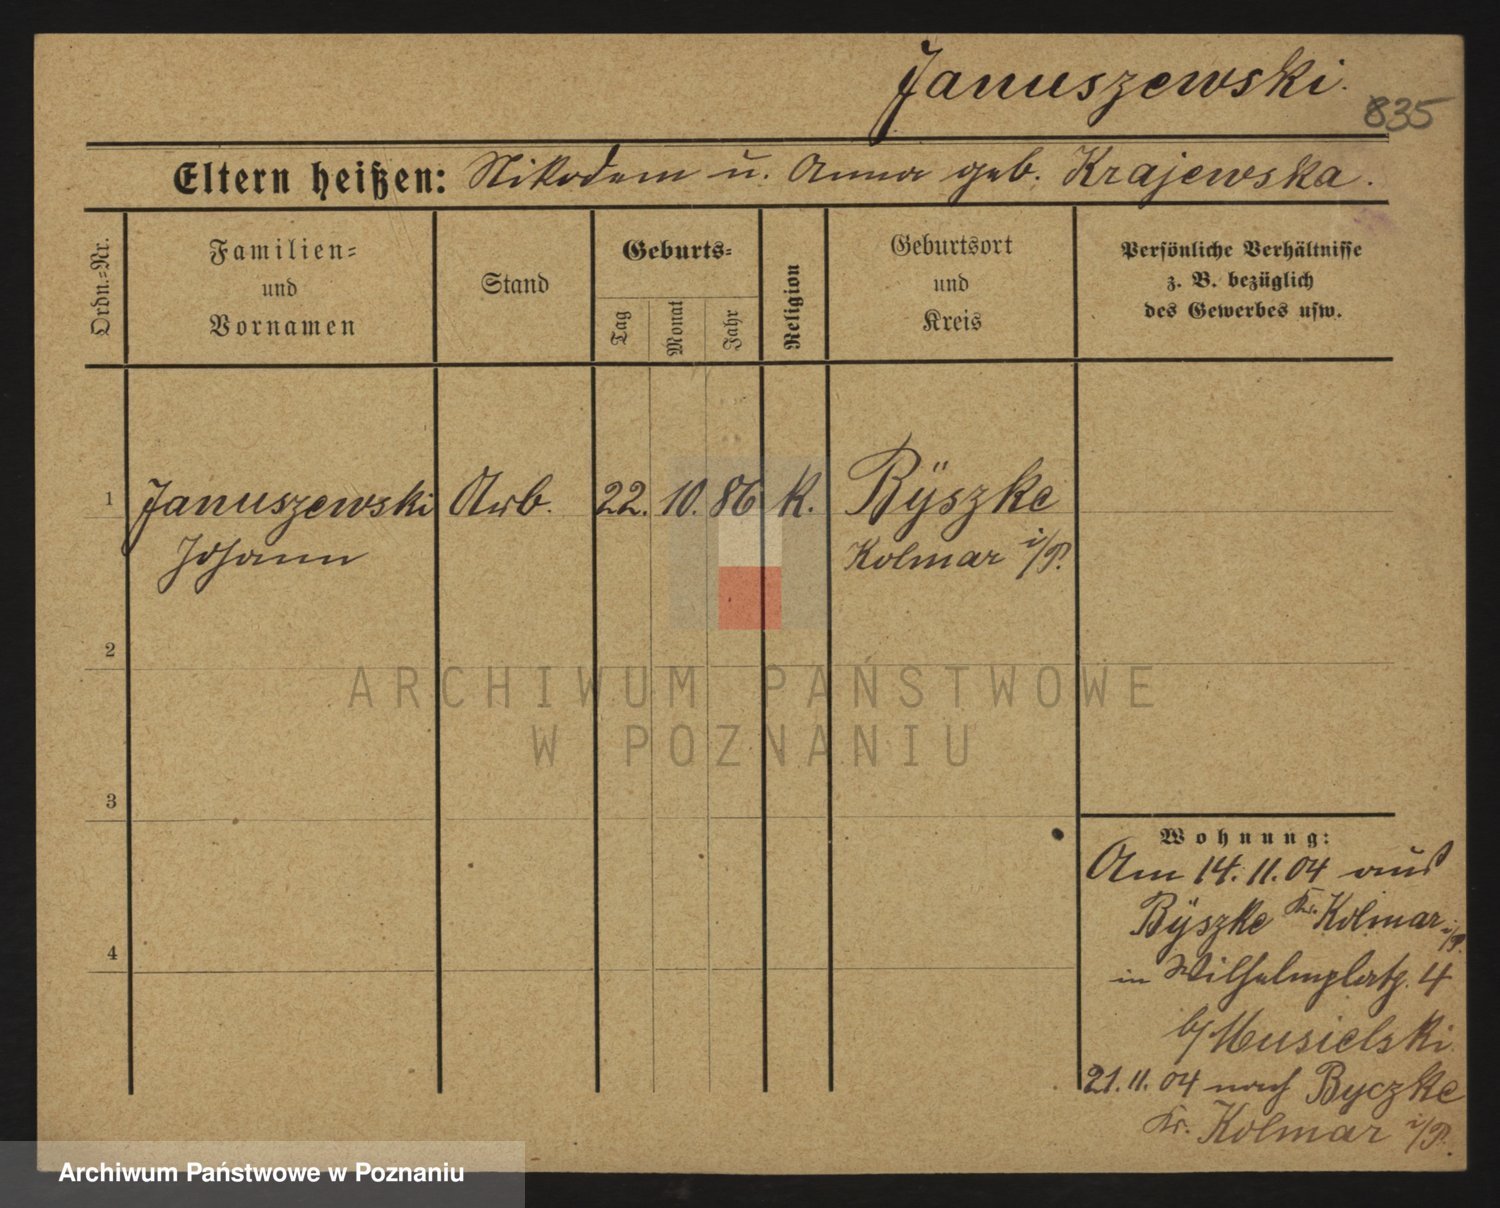 Januszewski.
835
Eltern heißen: Nikodem u. Anna geb. Krajewska.
Ordn.=Nr.
Familien=
und
Vornamen
Stand
Geburts=
Tag
Monat
Jahr
Religion
Geburtsort
und
Kreis
Persönliche Verhältnisse
z. B. bezüglich
des Gewerbes usw.
1 Januszewski Arb. 22. 10. 86 K. Byszke
Johann Kolmar i/P.
2
3
4
ARCHIWUM PAŃSTWOWE
W POZNANIU
Wohnung:
Am 14.11.04 aus
Byszke Kr. Kolmar i/P.
in Wilhelmplatz. 4
b/ Musielski
21.11.04 nach Byczke
Kr. Kolmar i/P.
Archiwum Państwowe w Poznaniu